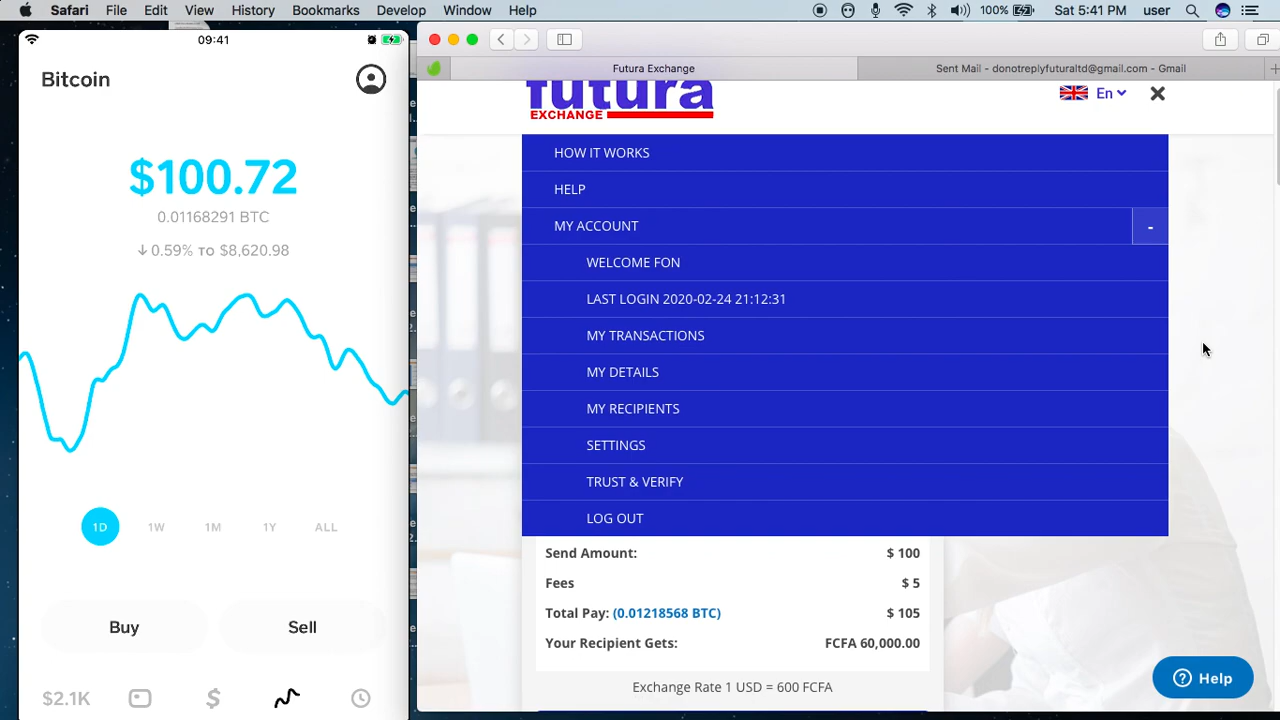 Safari File Edit View History Bookmarks Develop Window Help 100% Sat 5:41 PM user
09:41
Bitcoin
$100.72
0.01168291 BTC
↓ 0.59% TO $8,620.98
1D 1W 1M 1Y ALL
Buy Sell
$2.1K $
Futura Exchange
Sent Mail - donotreplyfuturaltd@gmail.com - Gmail
futura
EXCHANGE
En
HOW IT WORKS
HELP
MY ACCOUNT -
WELCOME FON
LAST LOGIN 2020-02-24 21:12:31
MY TRANSACTIONS
MY DETAILS
MY RECIPIENTS
SETTINGS
TRUST & VERIFY
LOG OUT
Send Amount: $ 100
Fees $ 5
Total Pay: (0.01218568 BTC) $ 105
Your Recipient Gets: FCFA 60,000.00
Exchange Rate 1 USD = 600 FCFA
Help